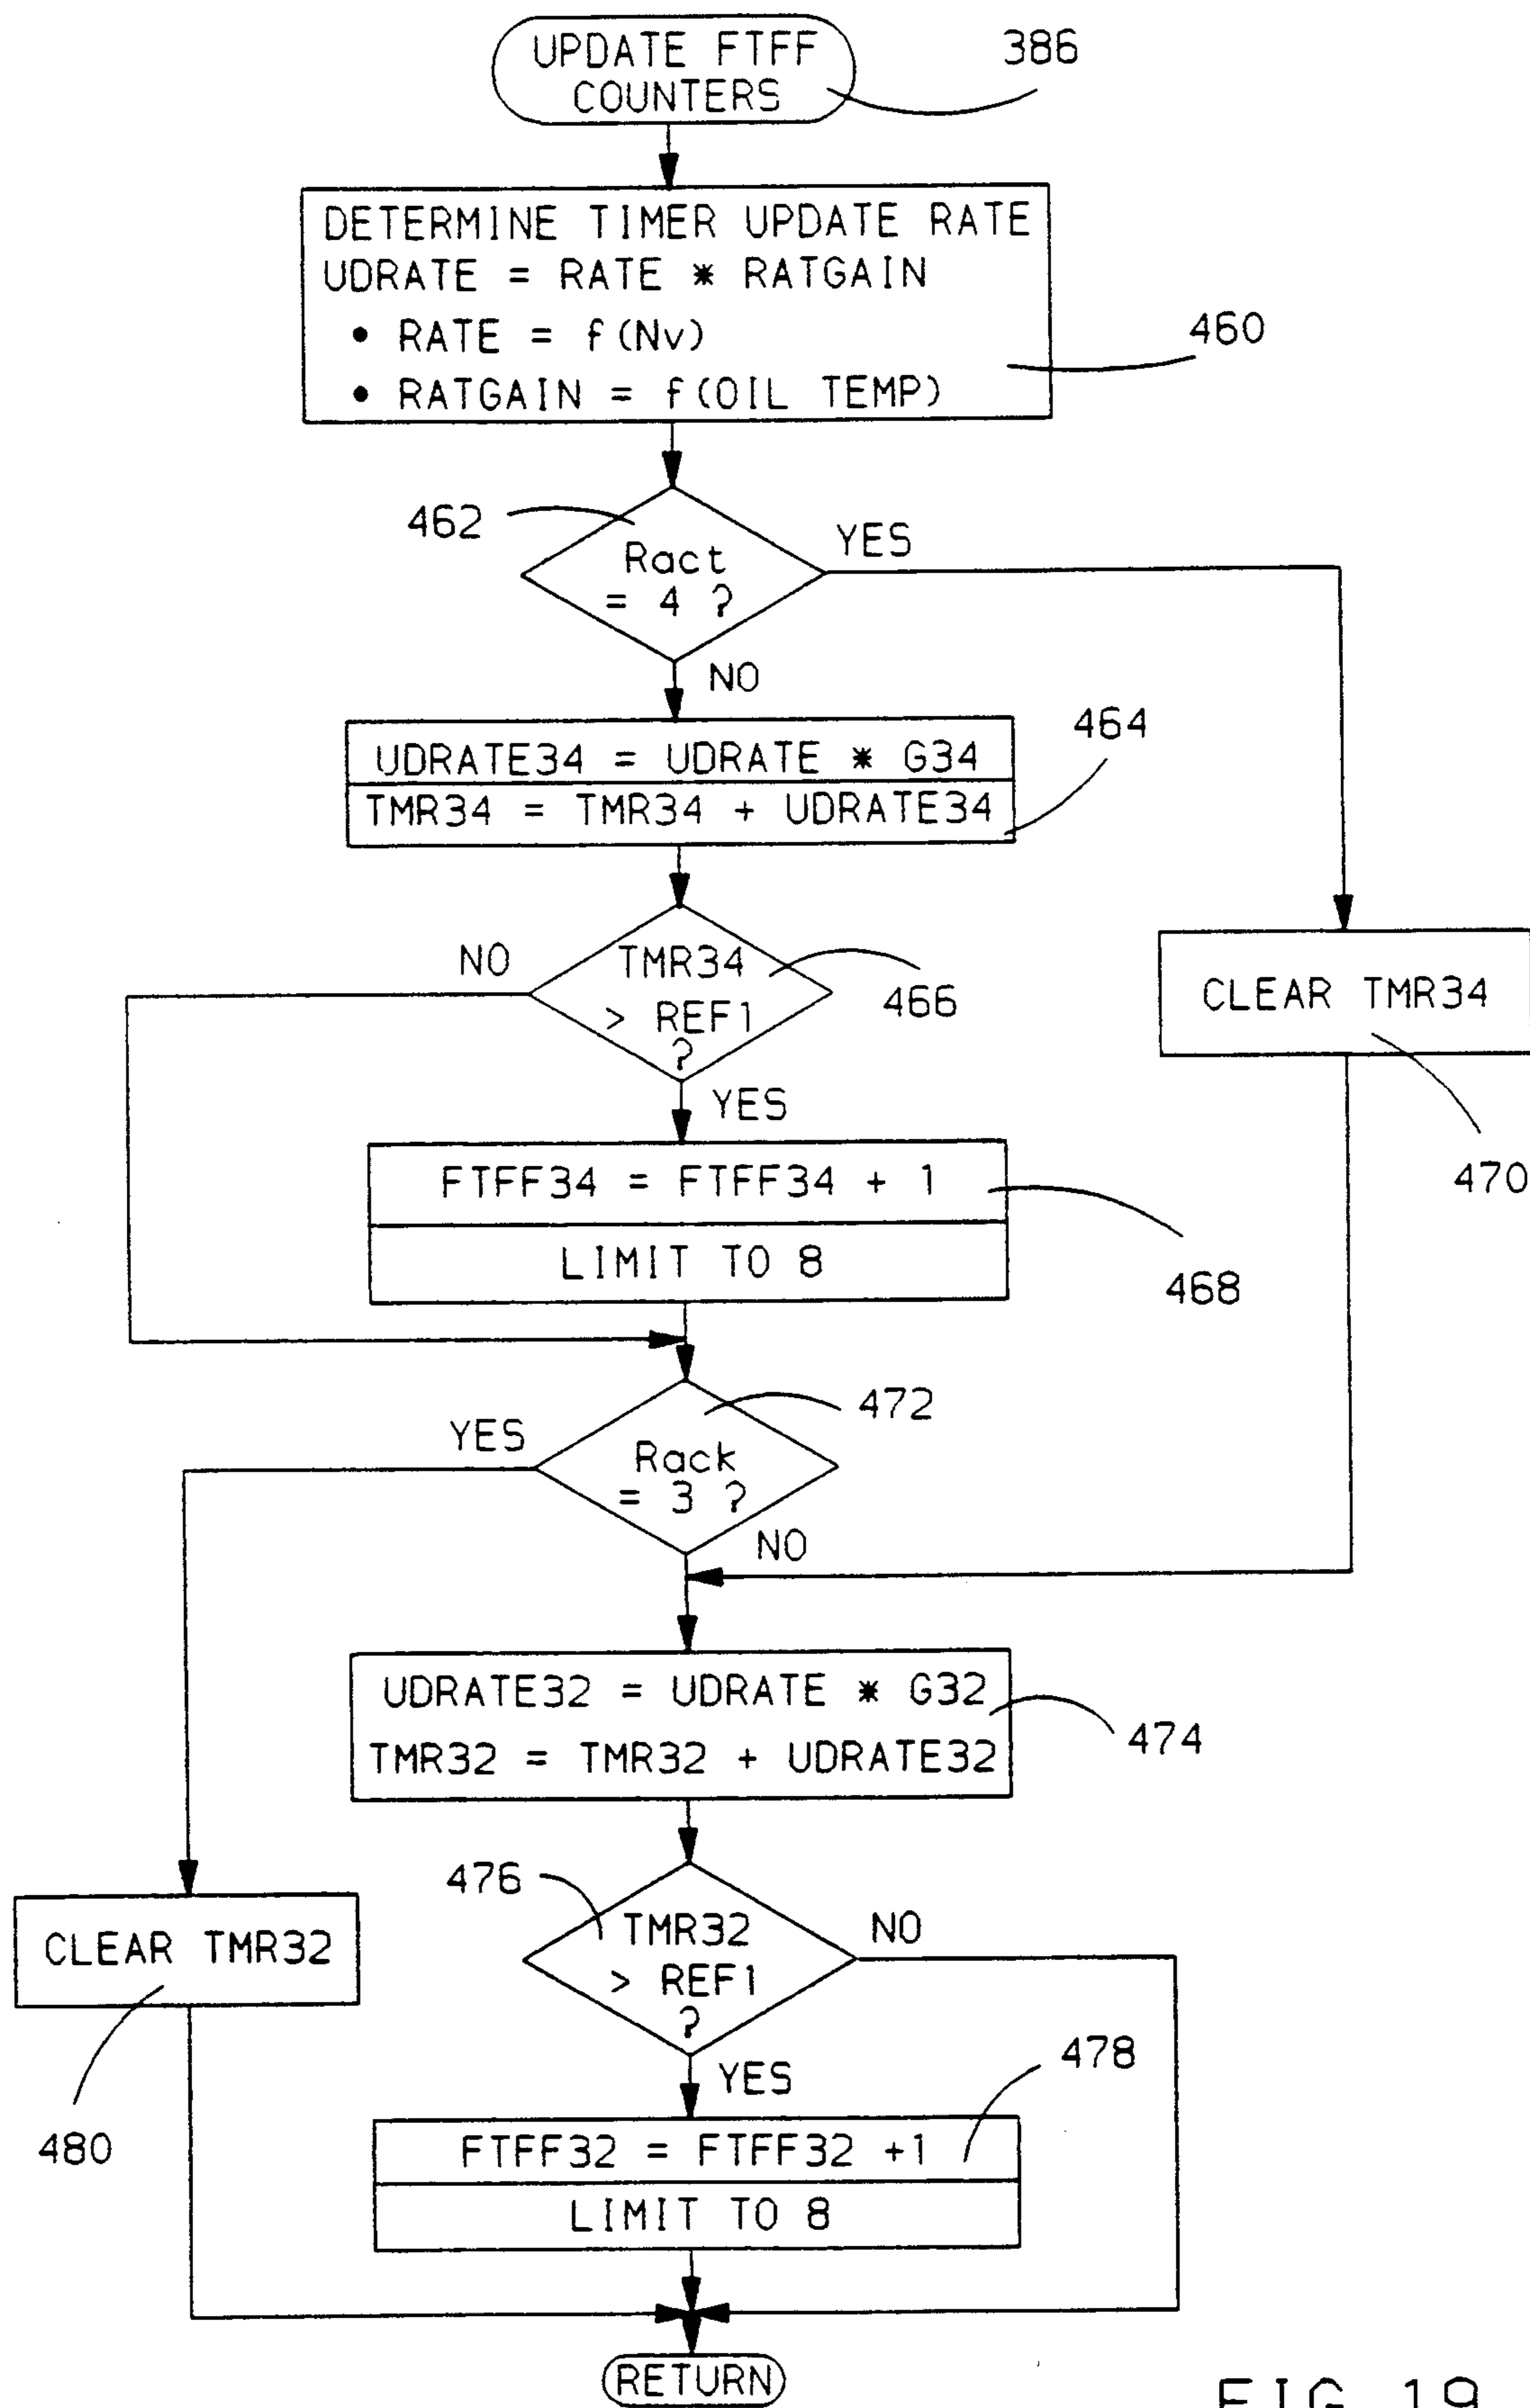 UPDATE FTFF
COUNTERS
386
DETERMINE TIMER UPDATE RATE
UDRATE = RATE * RATGAIN
• RATE = f(Nv)
• RATGAIN = f(OIL TEMP)
460
462
Ract
= 4 ?
YES
NO
UDRATE34 = UDRATE * G34
TMR34 = TMR34 + UDRATE34
464
NO
TMR34
> REF1
?
466
CLEAR TMR34
470
YES
FTFF34 = FTFF34 + 1
LIMIT TO 8
468
472
YES
Rack
= 3 ?
NO
UDRATE32 = UDRATE * G32
TMR32 = TMR32 + UDRATE32
474
476
CLEAR TMR32
480
TMR32
> REF1
?
NO
YES
478
FTFF32 = FTFF32 +1
LIMIT TO 8
RETURN
FIG.19